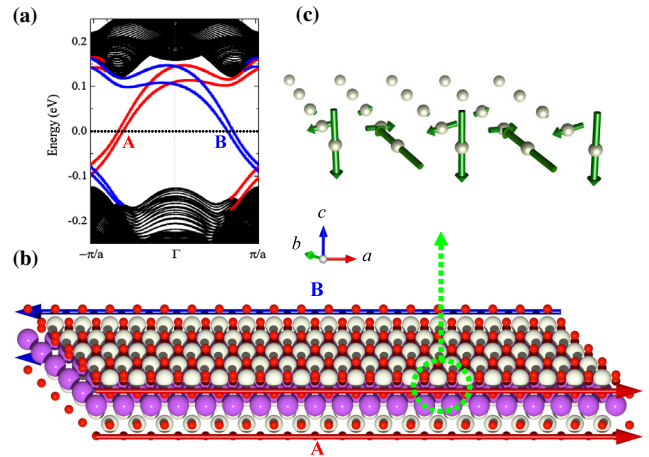 (a)
0.2
0.1
0.0
-0.1
-0.2
Energy (eV)
A
B
−π/a
Γ
π/a
(c)
c
b
a
(b)
B
A